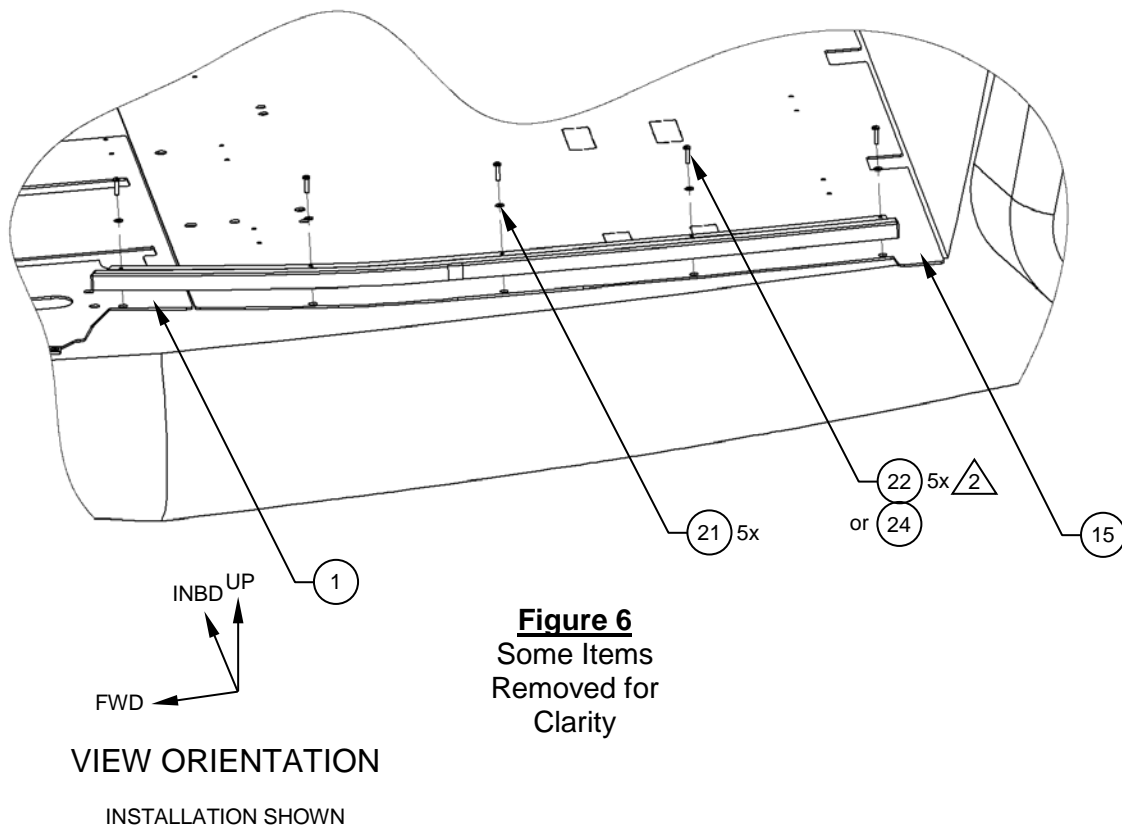 22 5x 2
or 24
21 5x
15
1
INBD UP
FWD
Figure 6
Some Items
Removed for
Clarity
VIEW ORIENTATION
INSTALLATION SHOWN